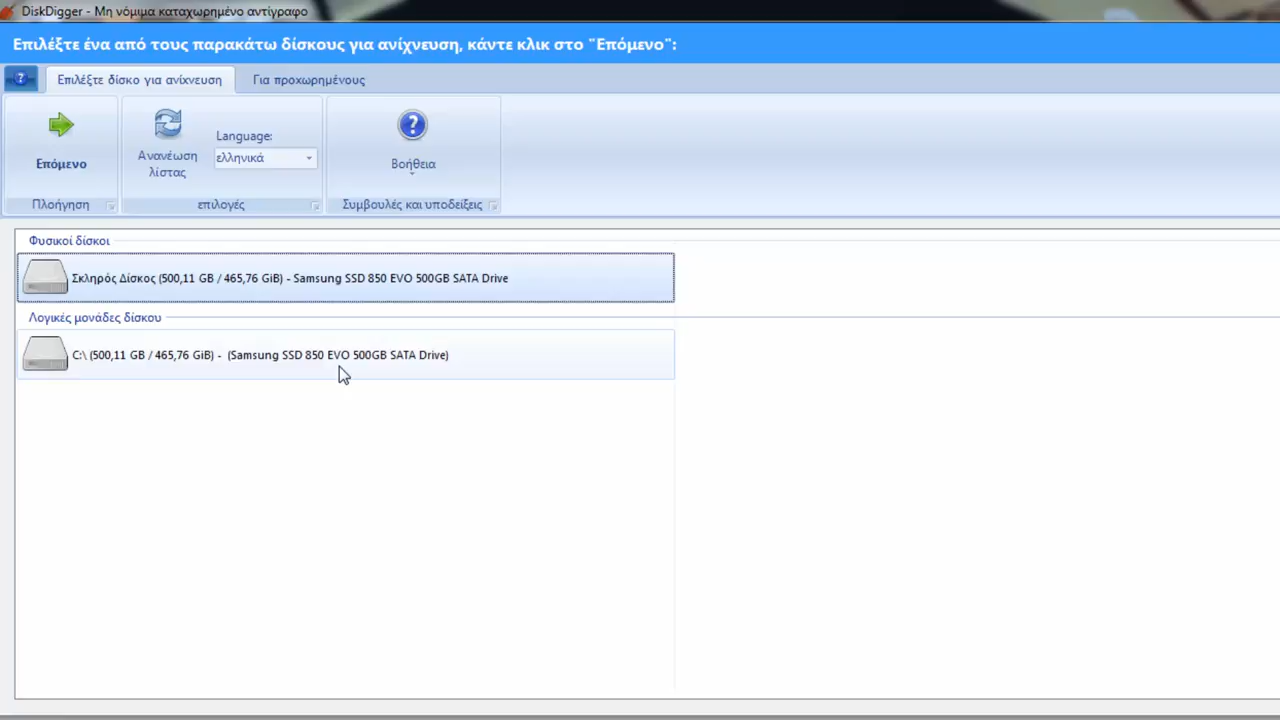 DiskDigger - Μη νόμιμα καταχωρημένο αντίγραφο
Επιλέξτε ένα από τους παρακάτω δίσκους για ανίχνευση, κάντε κλικ στο "Επόμενο":
Επιλέξτε δίσκο για ανίχνευση
Για προχωρημένους
Επόμενο
Πλοήγηση
Ανανέωση
λίστας
Language:
ελληνικά
επιλογές
Βοήθεια
Συμβουλές και υποδείξεις
Φυσικοί δίσκοι
Σκληρός Δίσκος (500,11 GB / 465,76 GiB) - Samsung SSD 850 EVO 500GB SATA Drive
Λογικές μονάδες δίσκου
C:\ (500,11 GB / 465,76 GiB) - (Samsung SSD 850 EVO 500GB SATA Drive)